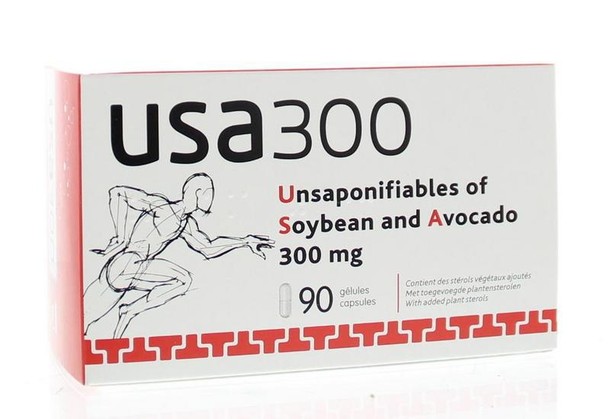 usa300
Unsaponifiables of
Soybean and Avocado
300 mg
90 gélules
capsules
Contient des stérols végétaux ajoutés
Met toegevoegde plantensterolen
With added plant sterols